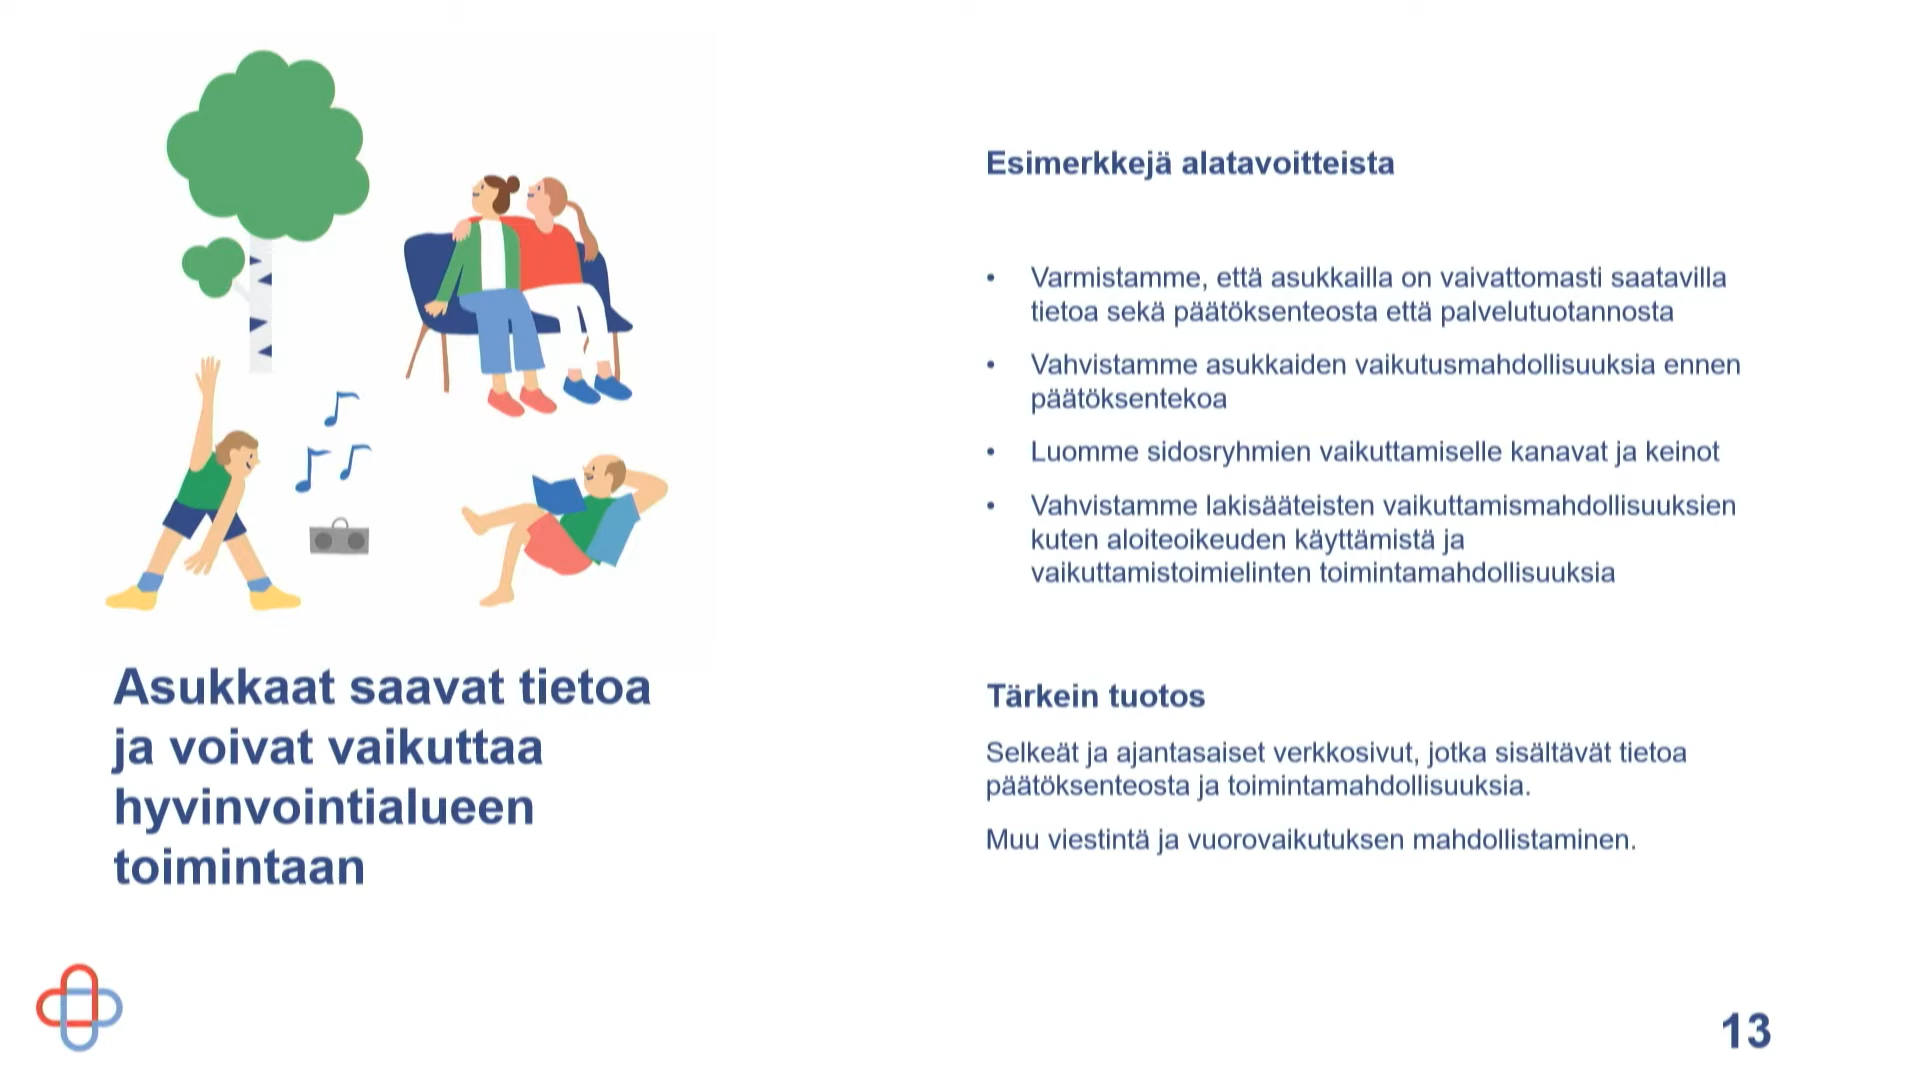 Asukkaat saavat tietoa
ja voivat vaikuttaa
hyvinvointialueen
toimintaan
Esimerkkejä alatavoitteista
• Varmistamme, että asukkailla on vaivattomasti saatavilla
tietoa sekä päätöksenteosta että palvelutuotannosta
• Vahvistamme asukkaiden vaikutusmahdollisuuksia ennen
päätöksentekoa
• Luomme sidosryhmien vaikuttamiselle kanavat ja keinot
• Vahvistamme lakisääteisten vaikuttamismahdollisuuksien
kuten aloiteoikeuden käyttämistä ja
vaikuttamistoimielinten toimintamahdollisuuksia
Tärkein tuotos
Selkeät ja ajantasaiset verkkosivut, jotka sisältävät tietoa
päätöksenteosta ja toimintamahdollisuuksia.
Muu viestintä ja vuorovaikutuksen mahdollistaminen.
13